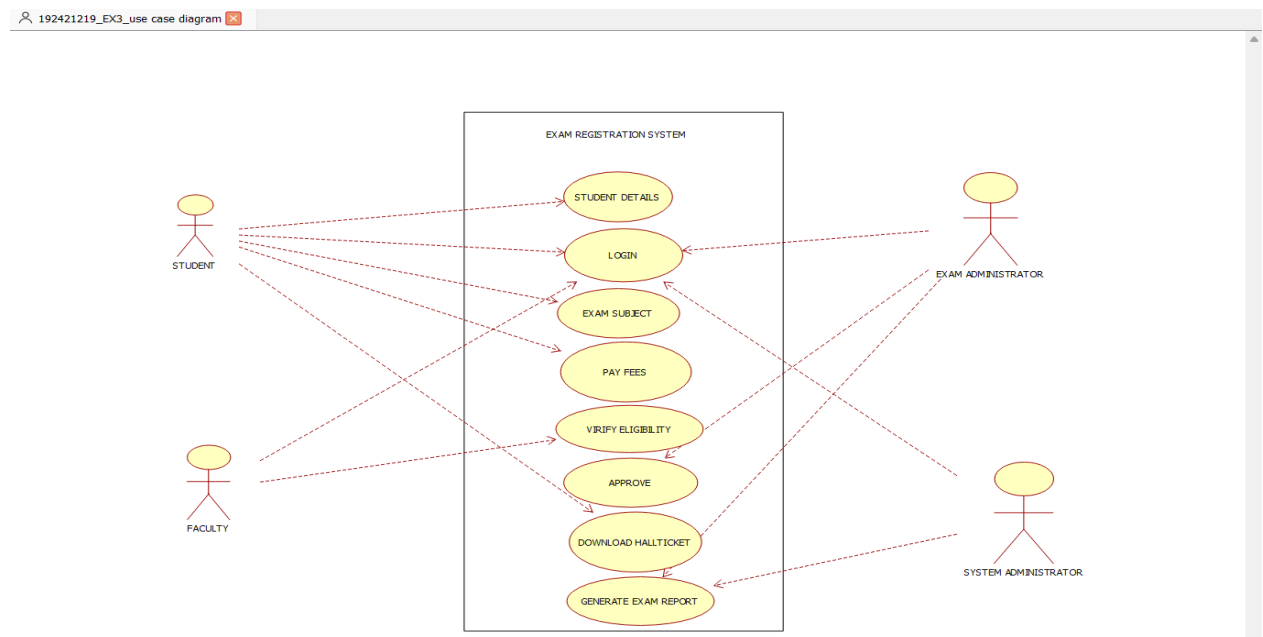 192421219_EX3_use case diagram
EXAM REGISTRATION SYSTEM
STUDENT DETAILS
LOGIN
EXAM SUBJECT
PAY FEES
VIRIFY ELIGIBILITY
APPROVE
DOWNLOAD HALLTICKET
GENERATE EXAM REPORT
STUDENT
FACULTY
EXAM ADMINISTRATOR
SYSTEM ADMINISTRATOR